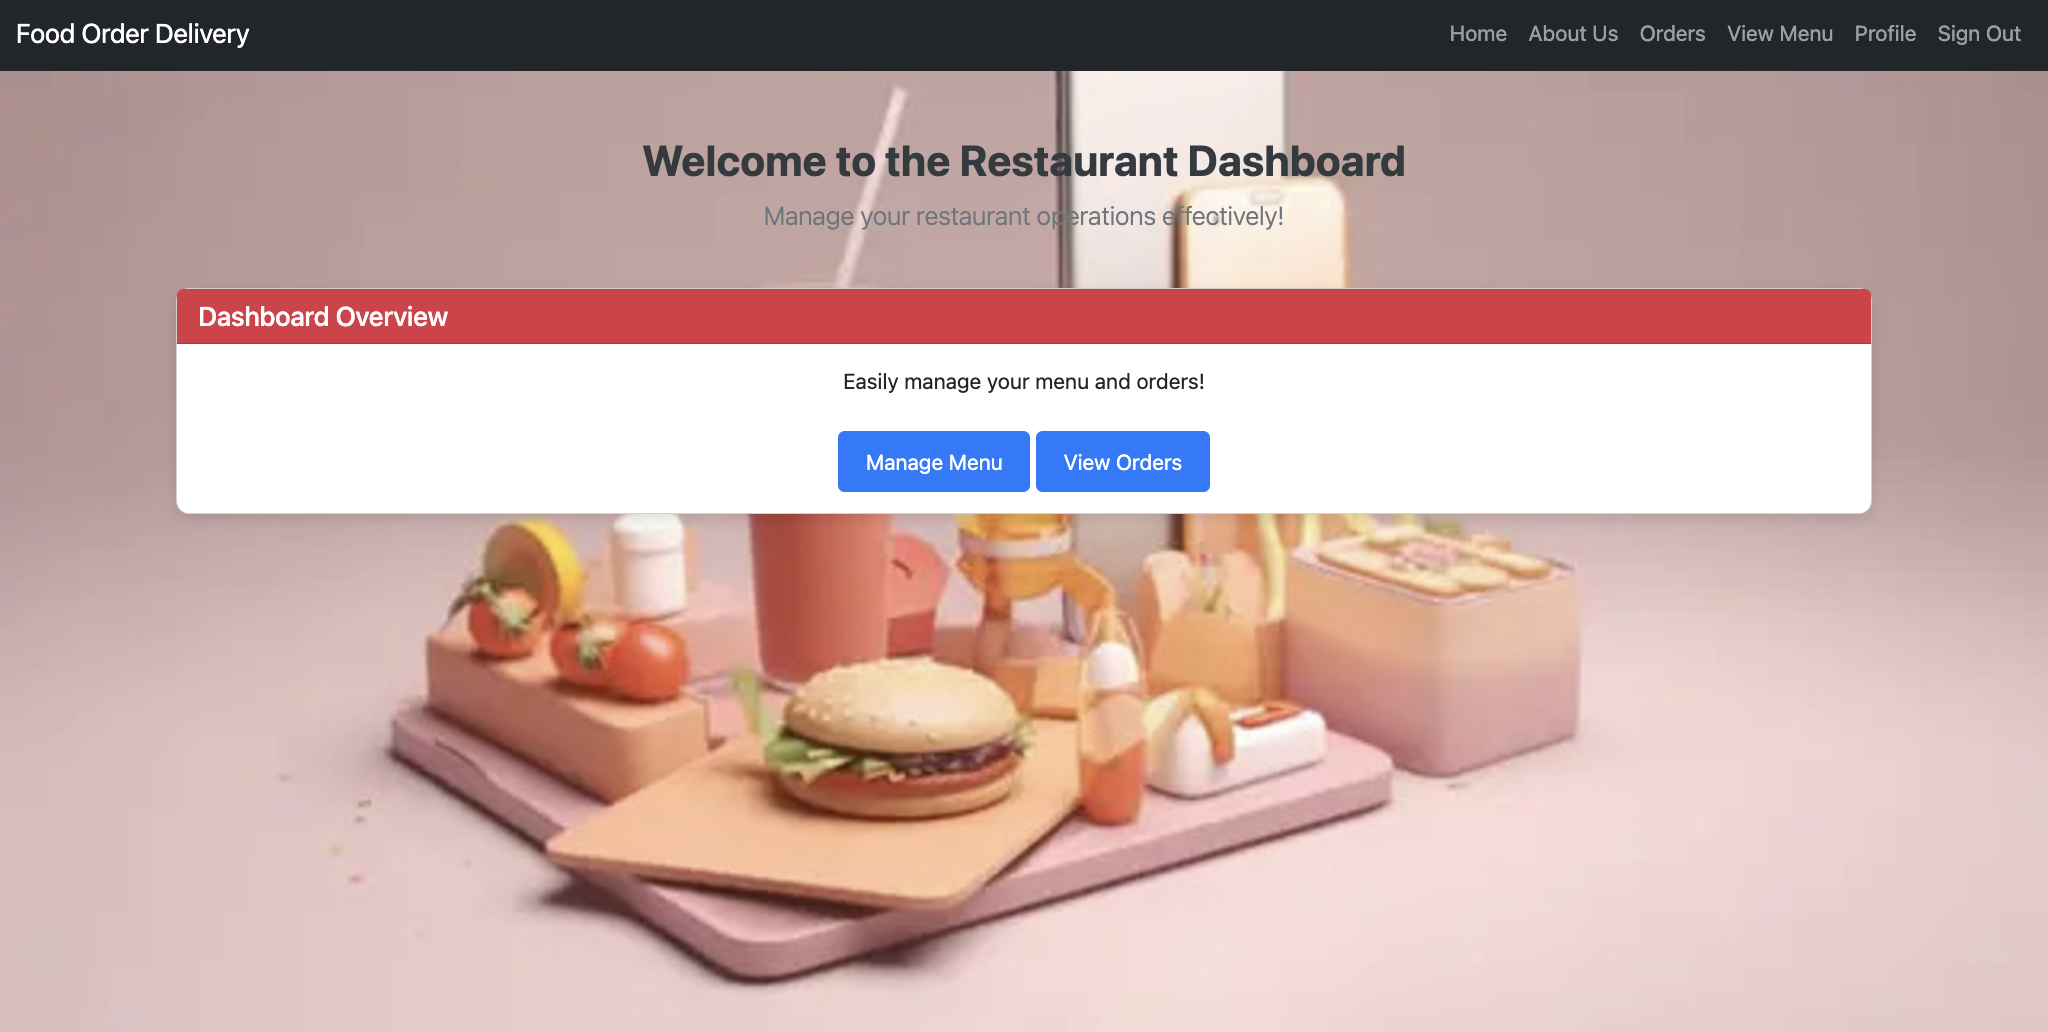 Food Order Delivery
Home About Us Orders View Menu Profile Sign Out
Welcome to the Restaurant Dashboard
Manage your restaurant operations effectively!
Dashboard Overview
Easily manage your menu and orders!
Manage Menu View Orders